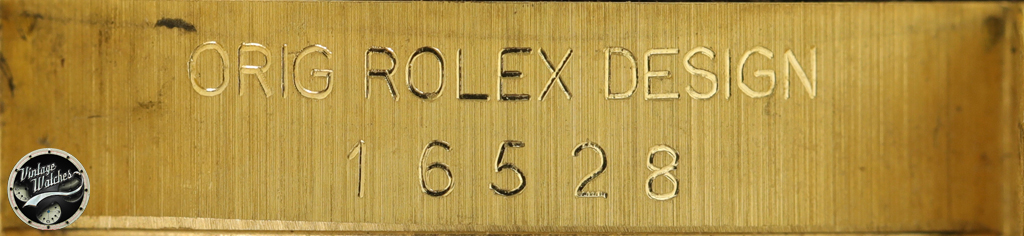 ORIG ROLEX DESIGN
16528
Vintage
Watches